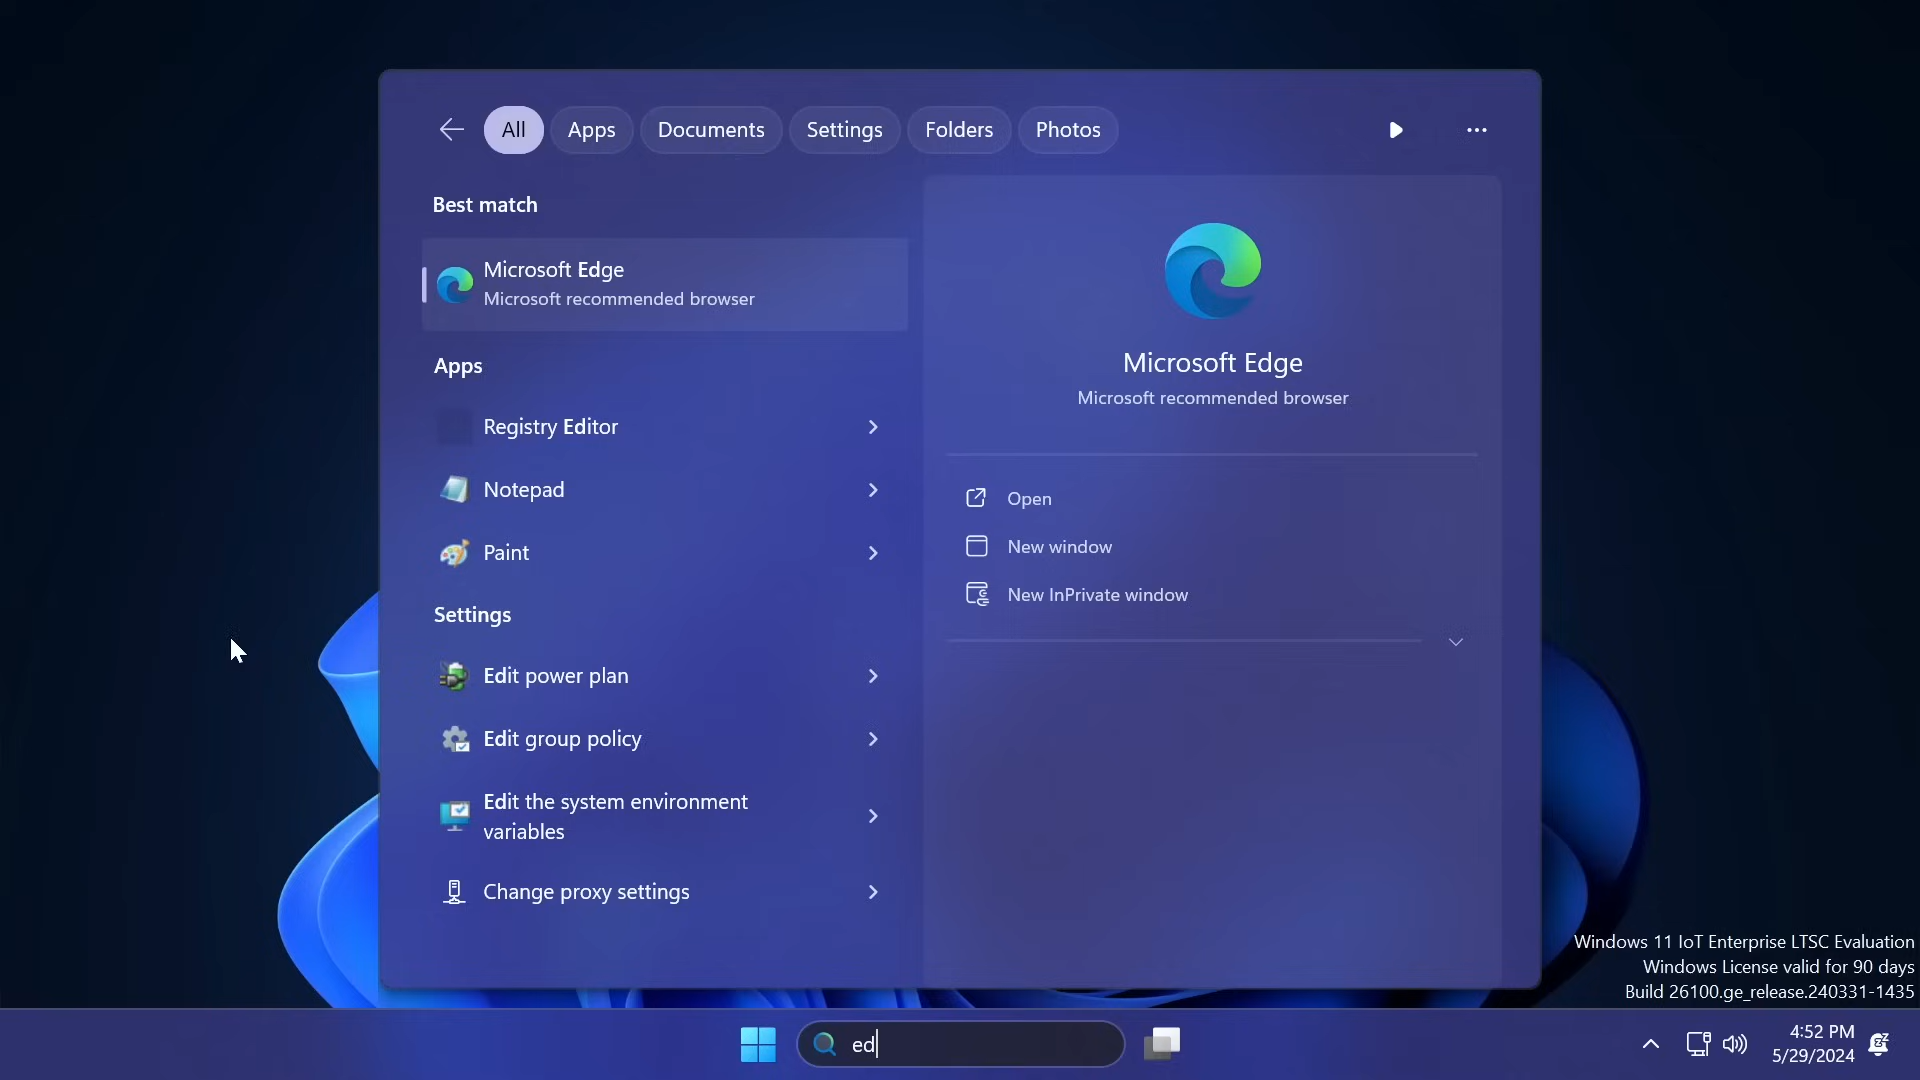 All
Apps
Documents
Settings
Folders
Photos
Best match
Microsoft Edge
Microsoft recommended browser
Apps
Registry Editor
Notepad
Paint
Settings
Edit power plan
Edit group policy
Edit the system environment
variables
Change proxy settings
Microsoft Edge
Microsoft recommended browser
Open
New window
New InPrivate window
Windows 11 IoT Enterprise LTSC Evaluation
Windows License valid for 90 days
Build 26100.ge_release.240331-1435
ed
4:52 PM
5/29/2024